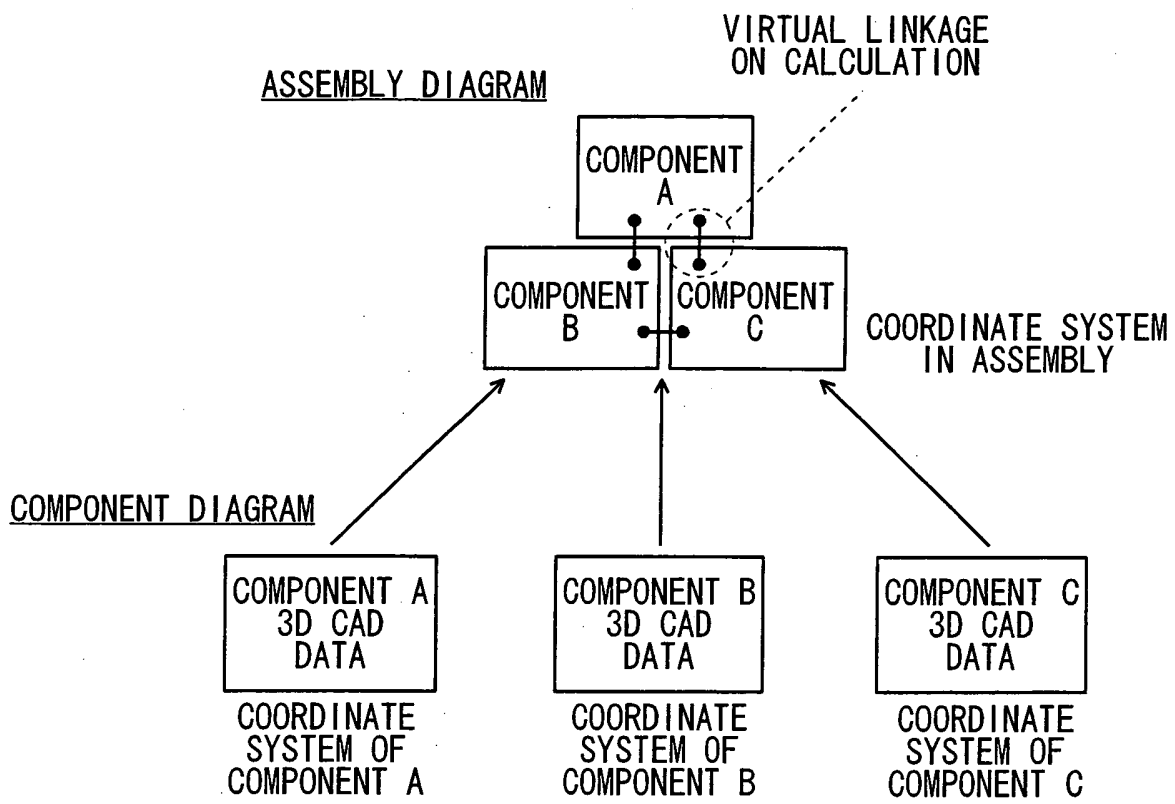 VIRTUAL LINKAGE
ON CALCULATION
ASSEMBLY DIAGRAM
COMPONENT
A
COMPONENT
B
COMPONENT
C
COORDINATE SYSTEM
IN ASSEMBLY
COMPONENT DIAGRAM
COMPONENT A
3D CAD
DATA
COMPONENT B
3D CAD
DATA
COMPONENT C
3D CAD
DATA
COORDINATE
SYSTEM OF
COMPONENT A
COORDINATE
SYSTEM OF
COMPONENT B
COORDINATE
SYSTEM OF
COMPONENT C